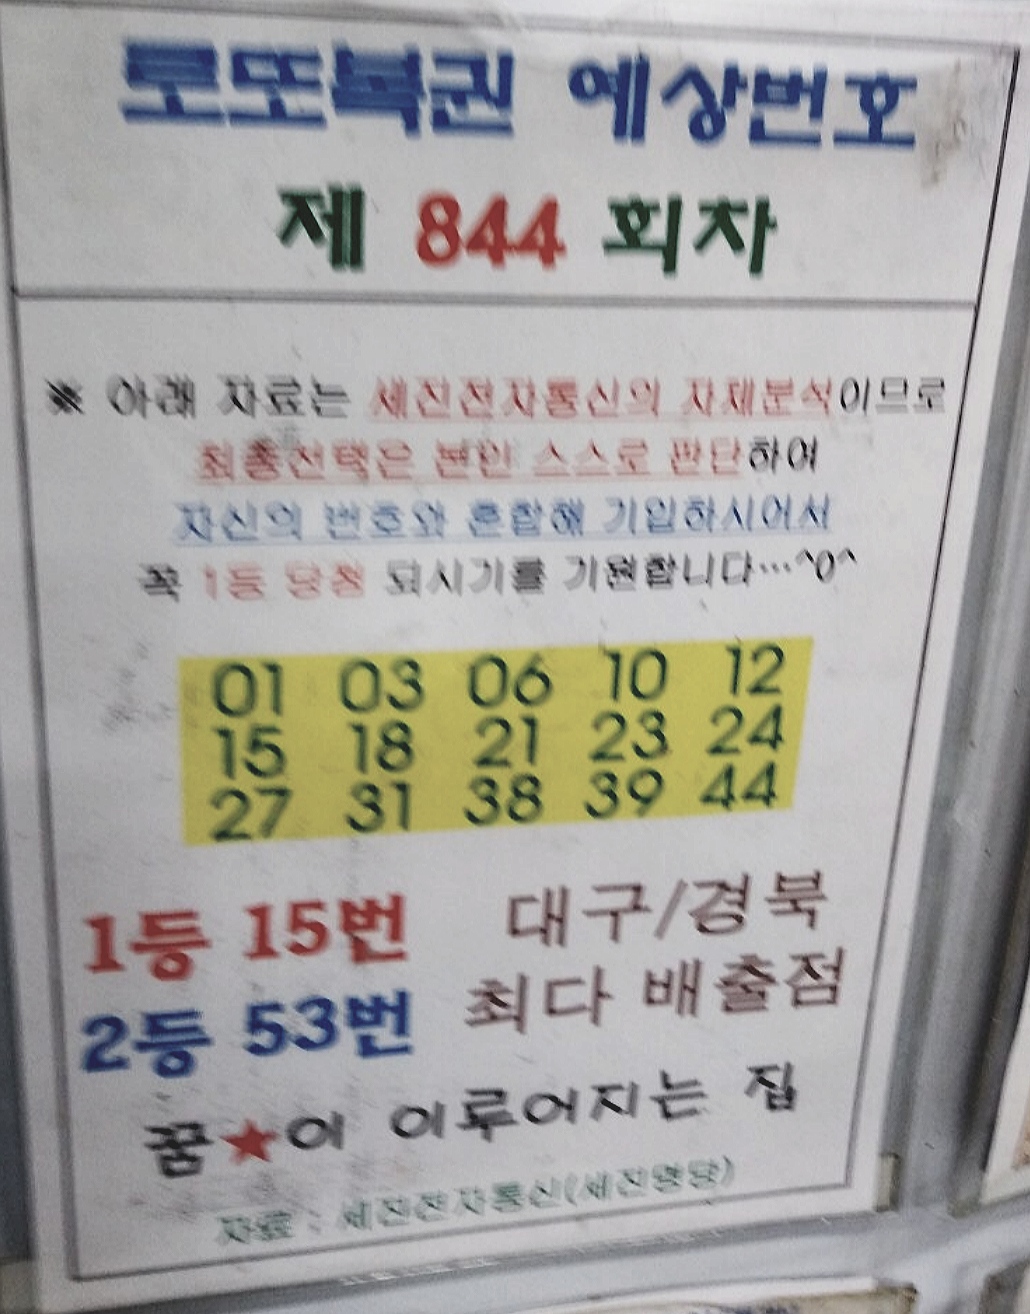 로또복권 예상번호
제 844 회차
※ 아래 자료는 세진전자통신의 자체분석이므로
최종선택은 본인 스스로 판단하여
자신의 번호와 혼합해 기입하시어서
꼭 1등 당첨 되시기를 기원합니다…^0^
01 03 06 10 12
15 18 21 23 24
27 31 38 39 44
1등 15번 대구/경북
2등 53번 최다 배출점
꿈★이 이루어지는 집
자료 : 세진전자통신(세진명당)